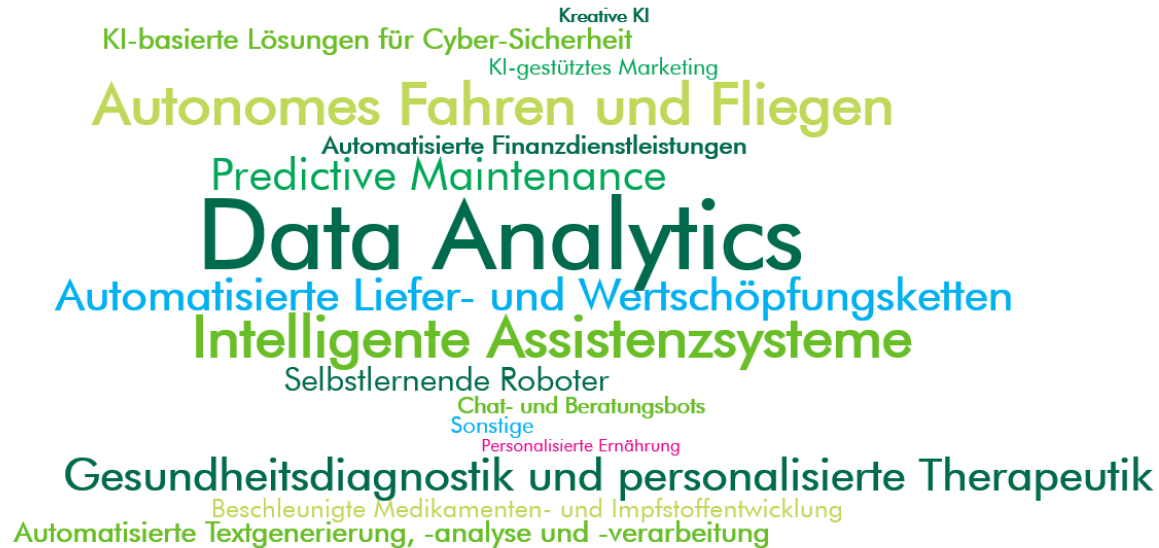 Kreative KI
KI-basierte Lösungen für Cyber-Sicherheit
KI-gestütztes Marketing
Autonomes Fahren und Fliegen
Automatisierte Finanzdienstleistungen
Predictive Maintenance
Data Analytics
Automatisierte Liefer- und Wertschöpfungsketten
Intelligente Assistenzsysteme
Selbstlernende Roboter
Chat- und Beratungsbots
Sonstige
Personalisierte Ernährung
Gesundheitsdiagnostik und personalisierte Therapeutik
Beschleunigte Medikamenten- und Impfstoffentwicklung
Automatisierte Textgenerierung, -analyse und -verarbeitung